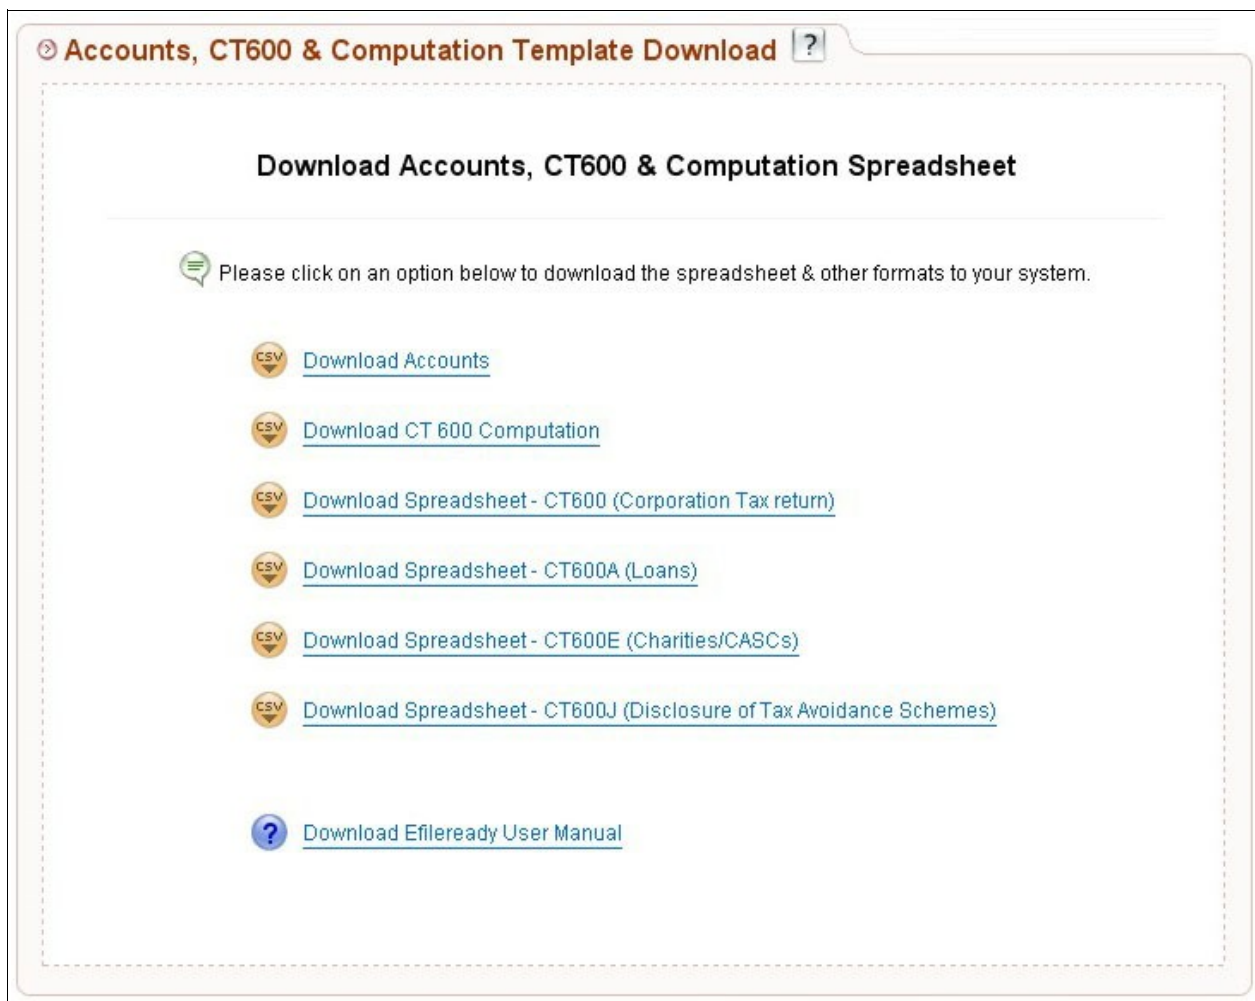 Accounts, CT600 & Computation Template Download ?
Download Accounts, CT600 & Computation Spreadsheet
Please click on an option below to download the spreadsheet & other formats to your system.
CSV Download Accounts
CSV Download CT 600 Computation
CSV Download Spreadsheet - CT600 (Corporation Tax return)
CSV Download Spreadsheet - CT600A (Loans)
CSV Download Spreadsheet - CT600E (Charities/CASCs)
CSV Download Spreadsheet - CT600J (Disclosure of Tax Avoidance Schemes)
? Download Efileready User Manual